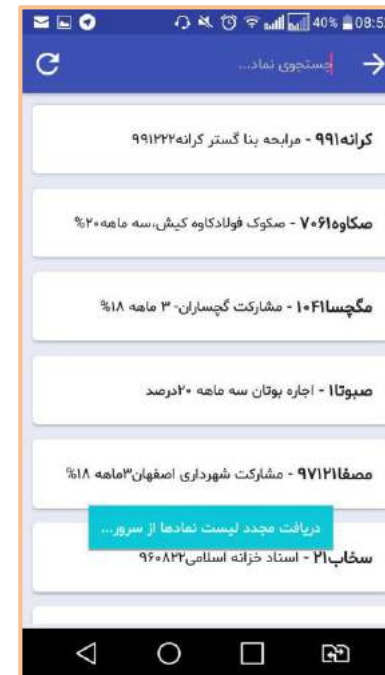 40% 08:5
جستجوی نماد...
کرانه۹۹۱ - مرابحه بنا گستر کرانه۹۹۱۲۲۲
صکاوه۷۰۶۱ - صکوک فولادکاوه کیش،سه ماهه۲۰%
مگچسا۱۰۴۱ - مشارکت گچساران- ۳ ماهه ۱۸%
صبوتا۱ - اجاره بوتان سه ماهه ۲۰درصد
مصفا۹۷۱۲۱ - مشارکت شهرداری اصفهان۳ماهه ۱۸%
دریافت مجدد لیست نمادها از سرور...
سخاب۲۱ - اسناد خزانه اسلامی۹۶۰۸۲۲